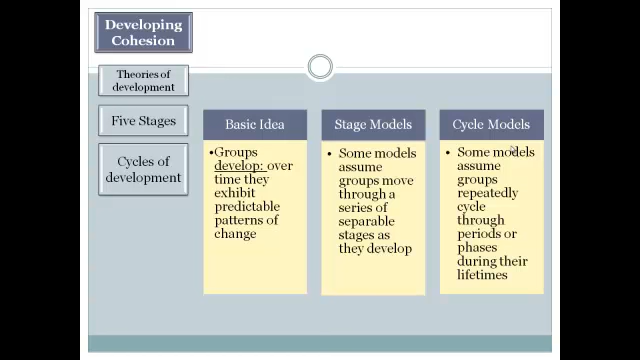 Developing
Cohesion
Theories of
development
Five Stages
Cycles of
development
Basic Idea
•Groups
develop: over
time they
exhibit
predictable
patterns of
change
Stage Models
• Some models
assume
groups move
through a
series of
separable
stages as
they develop
Cycle Models
• Some models
assume
groups
repeatedly
cycle
through
periods or
phases
during their
lifetimes